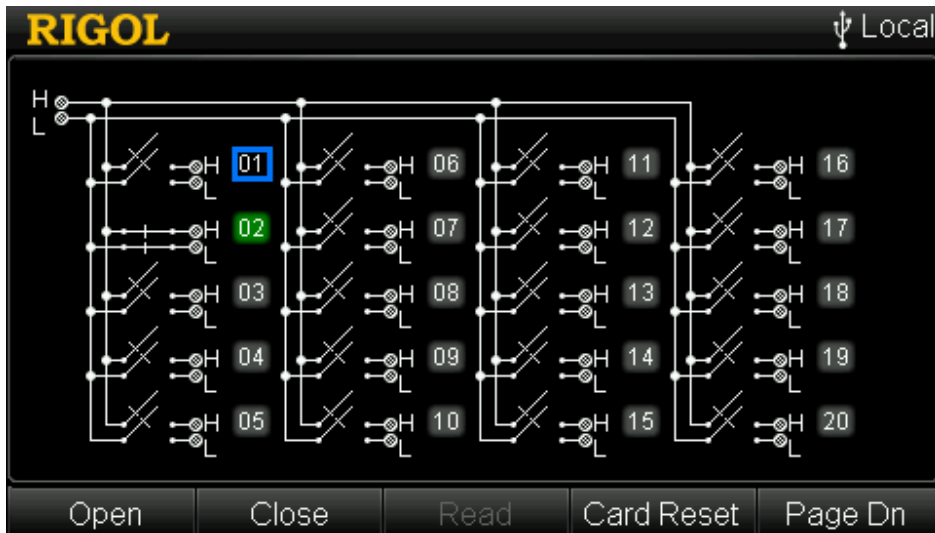 RIGOL Local
H
L
H 01 H 06 H 11 H 16
L L L L
H 02 H 07 H 12 H 17
L L L L
H 03 H 08 H 13 H 18
L L L L
H 04 H 09 H 14 H 19
L L L L
H 05 H 10 H 15 H 20
L L L L
Open Close Read Card Reset Page Dn